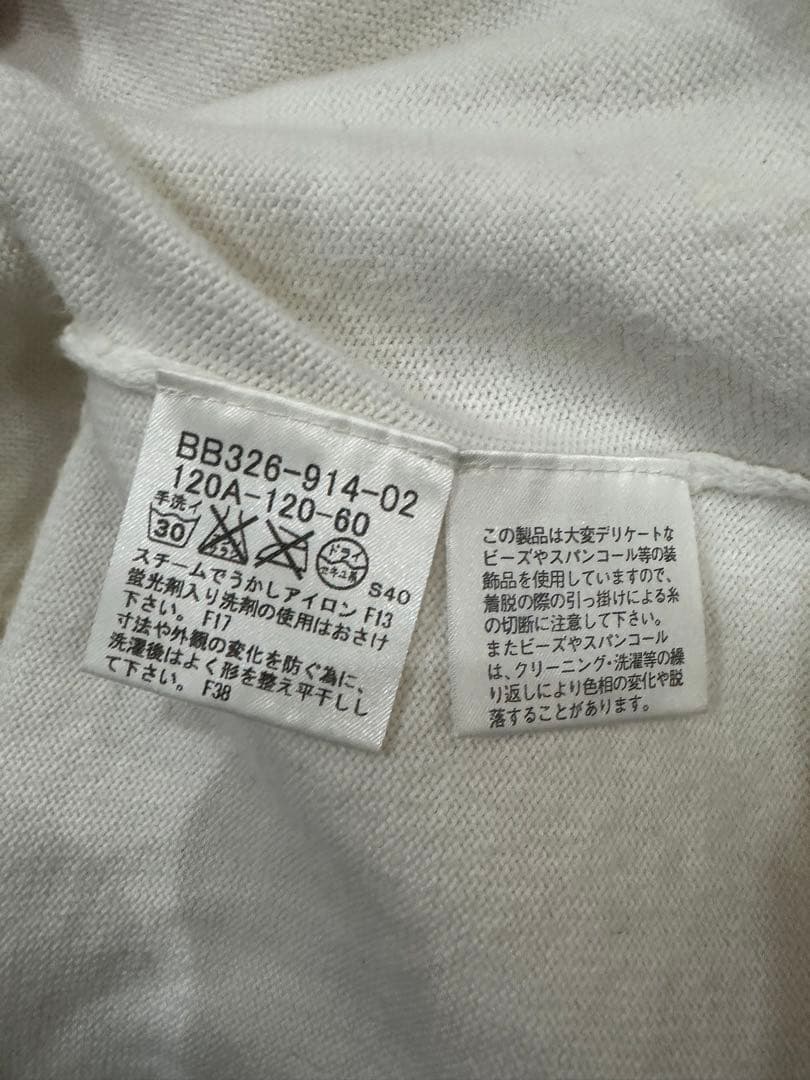 BB326-914-02
120A-120-60
手洗イ
30
エンソ
ドライ
セキユ系
S40
スチームでうかしアイロン F13
蛍光剤入り洗剤の使用はおさけ
下さい。 F17
寸法や外観の変化を防ぐ為に、
洗濯後はよく形を整え平干しし
て下さい。 F38
この製品は大変デリケートな
ビーズやスパンコール等の装
飾品を使用していますので、
着脱の際の引っ掛けによる糸
の切断に注意して下さい。
またビーズやスパンコール
は、クリーニング・洗濯等の繰
り返しにより色相の変化や脱
落することがあります。